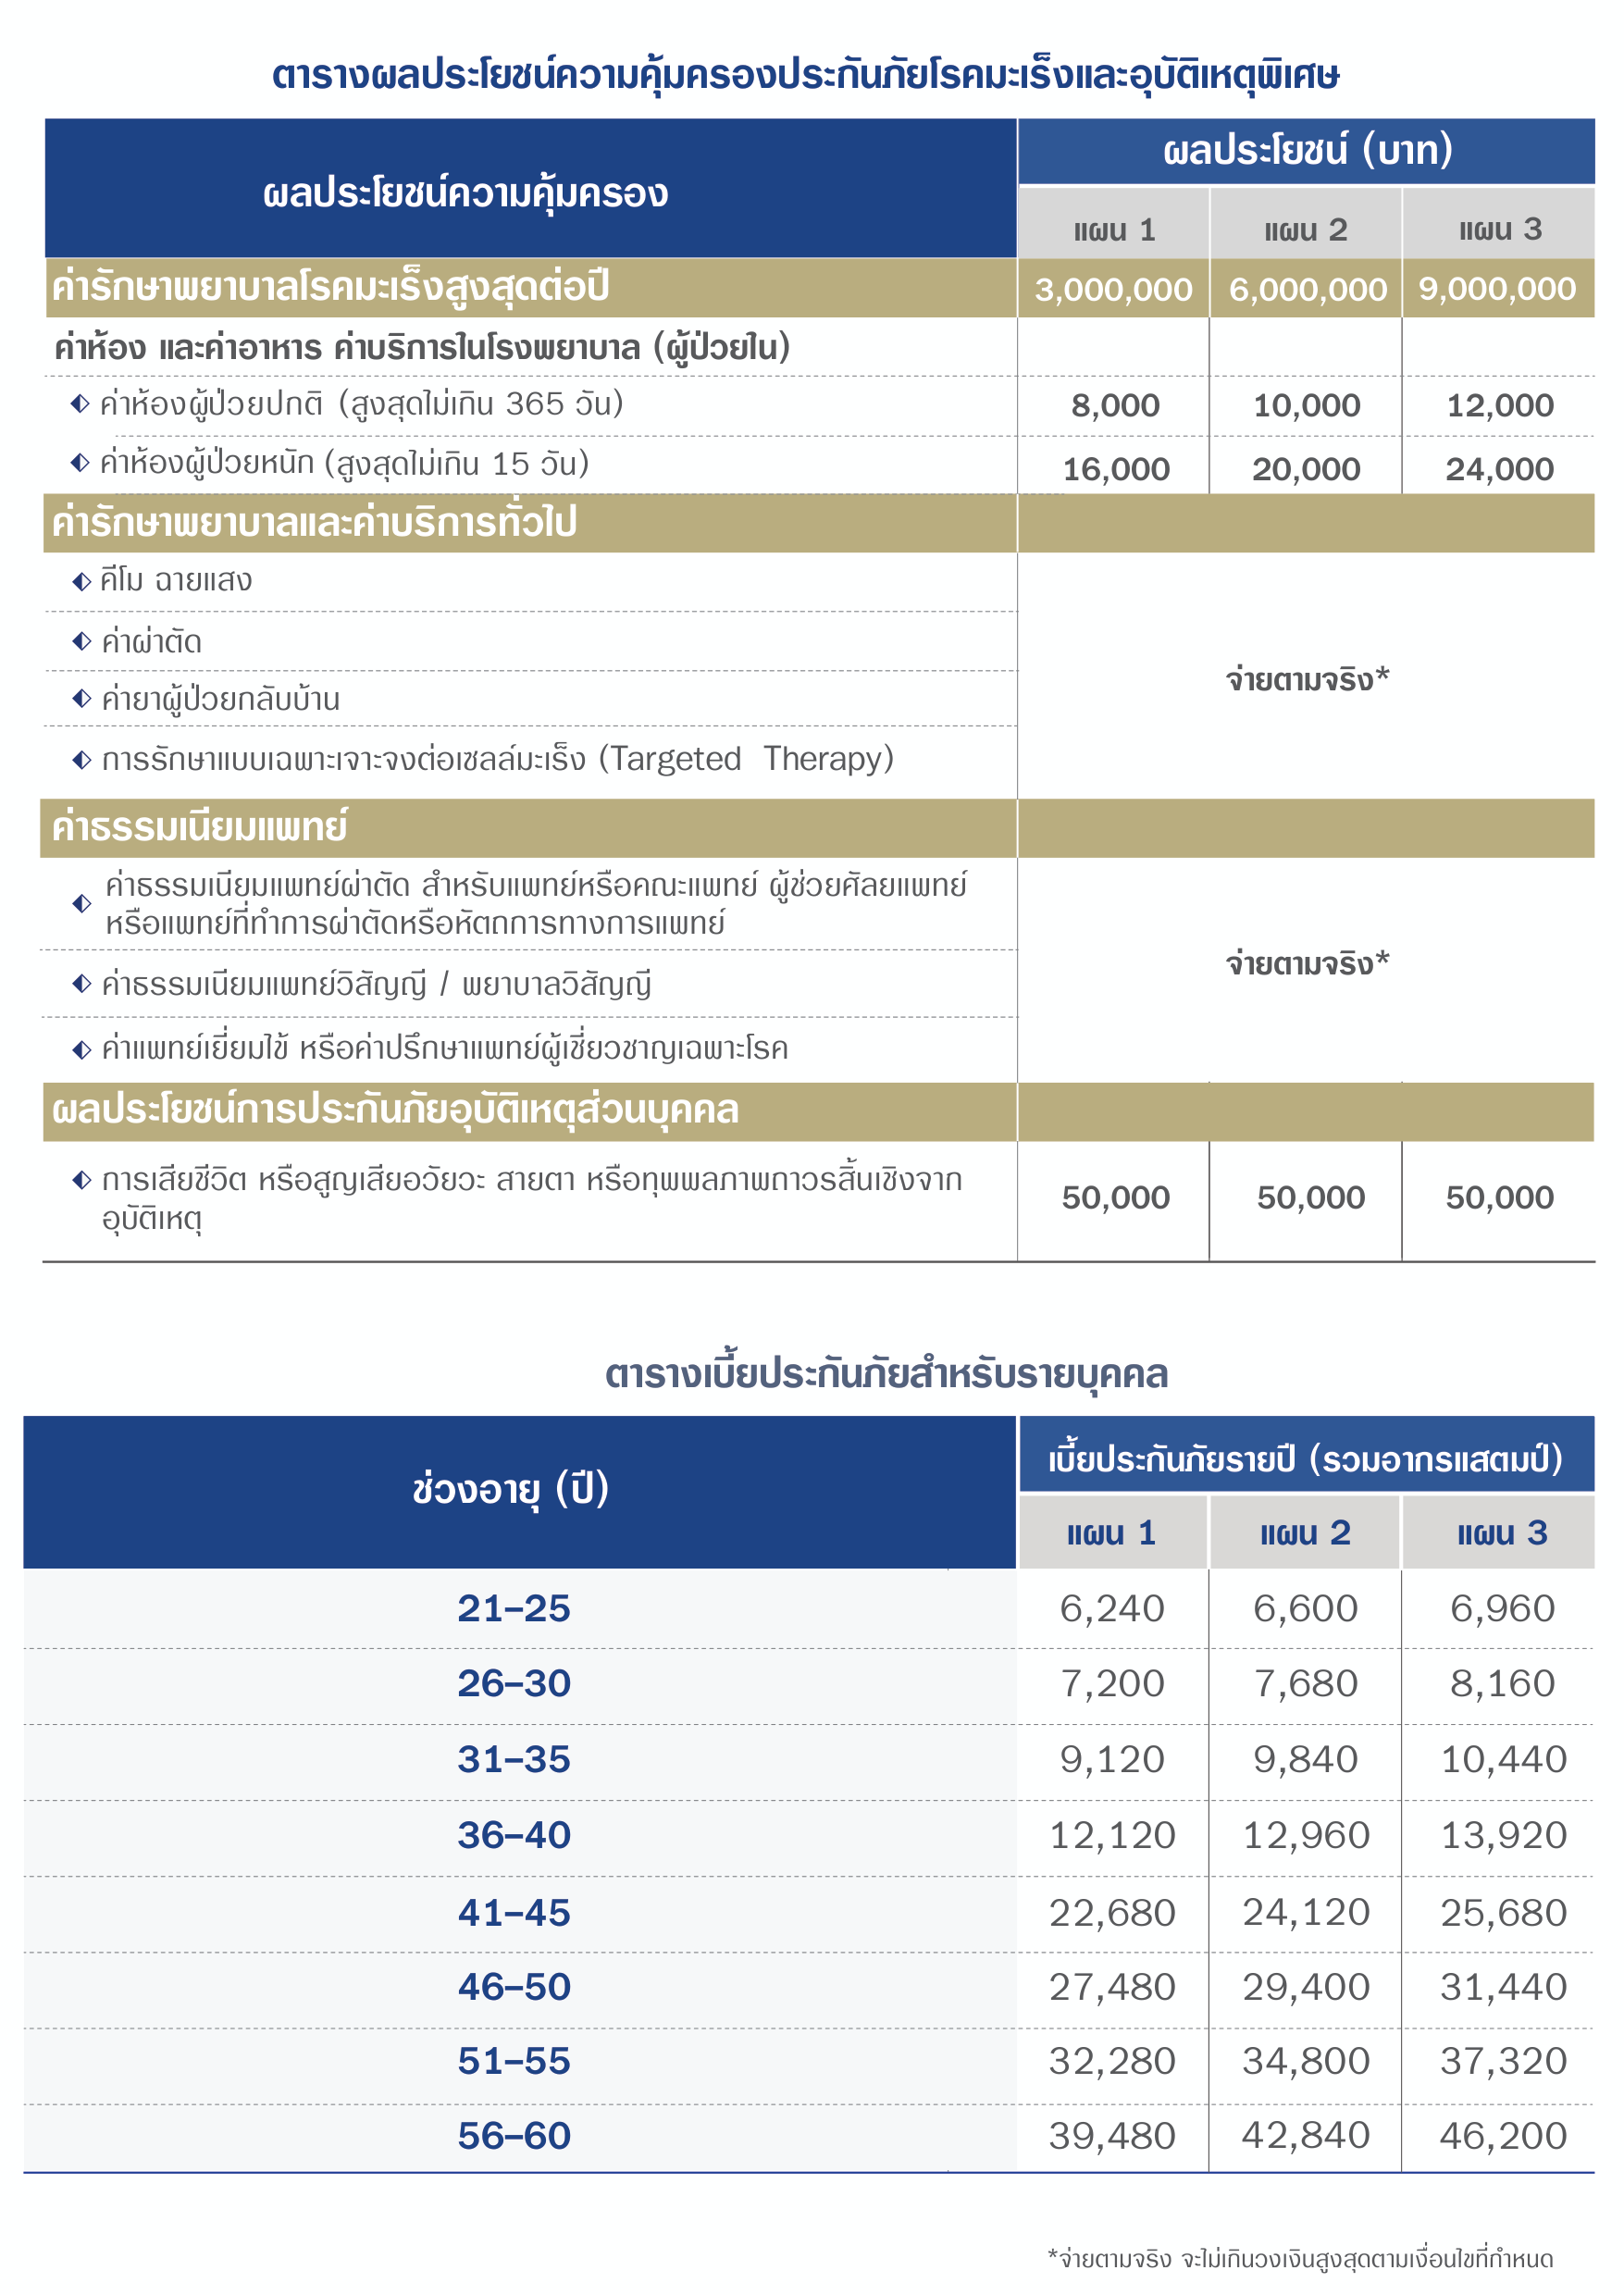 ตารางผลประโยชน์ความคุ้มครองประกันภัยโรคมะเร็งและอุบัติเหตุพิเศษ
ผลประโยชน์ความคุ้มครอง
ผลประโยชน์ (บาท)
แผน 1 แผน 2 แผน 3
ค่ารักษาพยาบาลโรคมะเร็งสูงสุดต่อปี 3,000,000 6,000,000 9,000,000
ค่าห้อง และค่าอาหาร ค่าบริการในโรงพยาบาล (ผู้ป่วยใน)
ค่าห้องผู้ป่วยปกติ (สูงสุดไม่เกิน 365 วัน) 8,000 10,000 12,000
ค่าห้องผู้ป่วยหนัก (สูงสุดไม่เกิน 15 วัน) 16,000 20,000 24,000
ค่ารักษาพยาบาลและค่าบริการทั่วไป
คีโม ฉายแสง
ค่าผ่าตัด
ค่ายาผู้ป่วยกลับบ้าน
การรักษาแบบเฉพาะเจาะจงต่อเซลล์มะเร็ง (Targeted Therapy)
จ่ายตามจริง*
ค่าธรรมเนียมแพทย์
ค่าธรรมเนียมแพทย์ผ่าตัด สำหรับแพทย์หรือคณะแพทย์ ผู้ช่วยศัลยแพทย์
หรือแพทย์ที่ทำการผ่าตัดหรือหัตถการทางการแพทย์
ค่าธรรมเนียมแพทย์วิสัญญี / พยาบาลวิสัญญี
ค่าแพทย์เยี่ยมไข้ หรือค่าปรึกษาแพทย์ผู้เชี่ยวชาญเฉพาะโรค
จ่ายตามจริง*
ผลประโยชน์การประกันภัยอุบัติเหตุส่วนบุคคล
การเสียชีวิต หรือสูญเสียอวัยวะ สายตา หรือทุพพลภาพถาวรสิ้นเชิงจาก
อุบัติเหตุ
50,000 50,000 50,000
ตารางเบี้ยประกันภัยสำหรับรายบุคคล
ช่วงอายุ (ปี)
เบี้ยประกันภัยรายปี (รวมอากรแสตมป์)
แผน 1 แผน 2 แผน 3
21–25 6,240 6,600 6,960
26–30 7,200 7,680 8,160
31–35 9,120 9,840 10,440
36–40 12,120 12,960 13,920
41–45 22,680 24,120 25,680
46–50 27,480 29,400 31,440
51–55 32,280 34,800 37,320
56–60 39,480 42,840 46,200
*จ่ายตามจริง จะไม่เกินวงเงินสูงสุดตามเงื่อนไขที่กำหนด